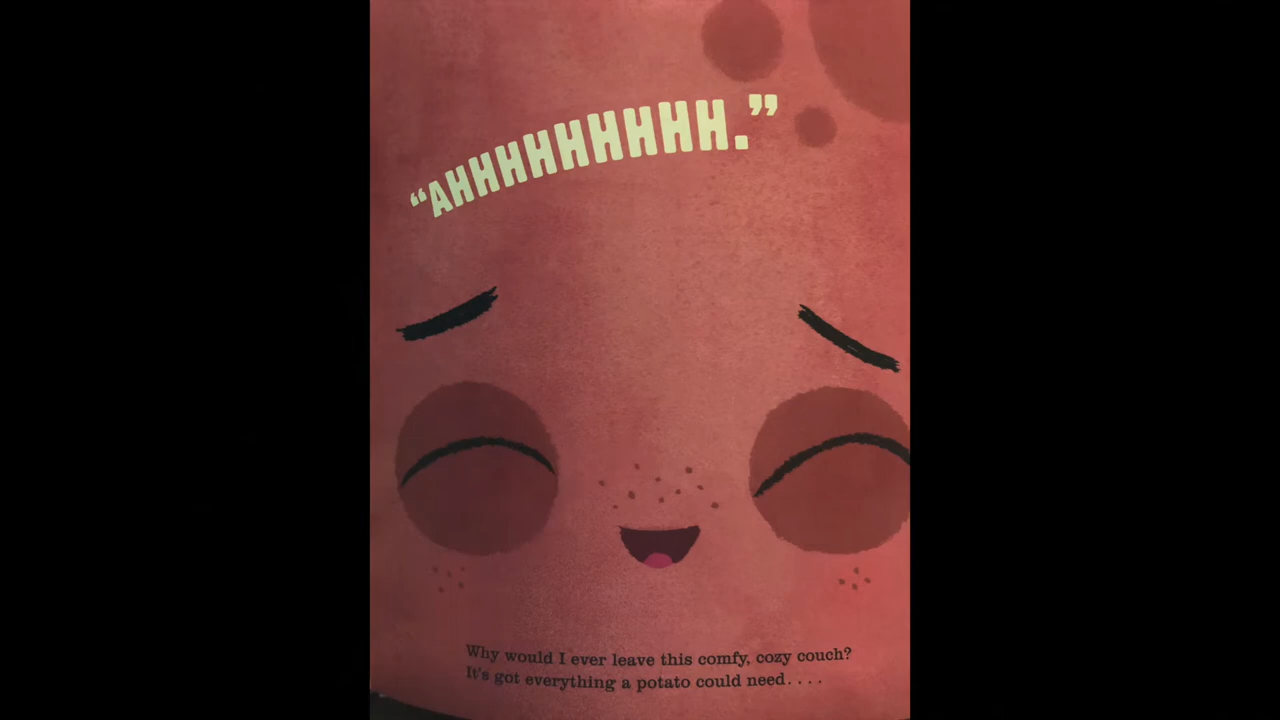 “AHHHHHHHHH.”
Why would I ever leave this comfy, cozy couch?
It’s got everything a potato could need. . . .